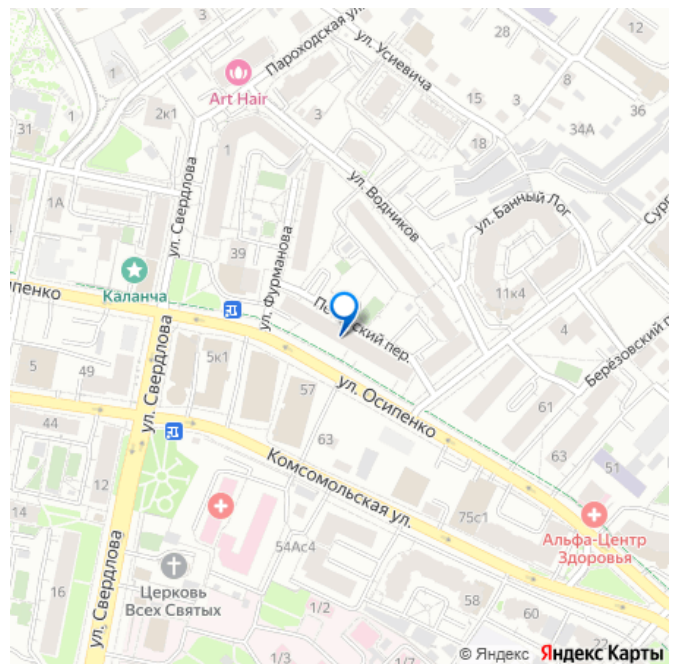 Пароходская ул.
ул. Усиевича
28
12
1
8
Art Hair
15
3
36
31
1
2к1
3
34А
18
1
ул. Свердлова
ул. Водников
ул. Банный Лог
1А
39
ул. Фурманова
Каланча
11к4
4
Берёзовский п
ипенко
Пе
ский пер.
5
49
5к1
57
ул. Осипенко
61
ул. Свердлова
44
63
63
51
12
Комсомольская ул.
14
75с1
Альфа-Центр
Здоровья
54Ас4
16
Церковь
Всех Святых
ул. Свердлова
1/2
58
60
22
1/3
1/7
© Яндекс Яндекс Карты